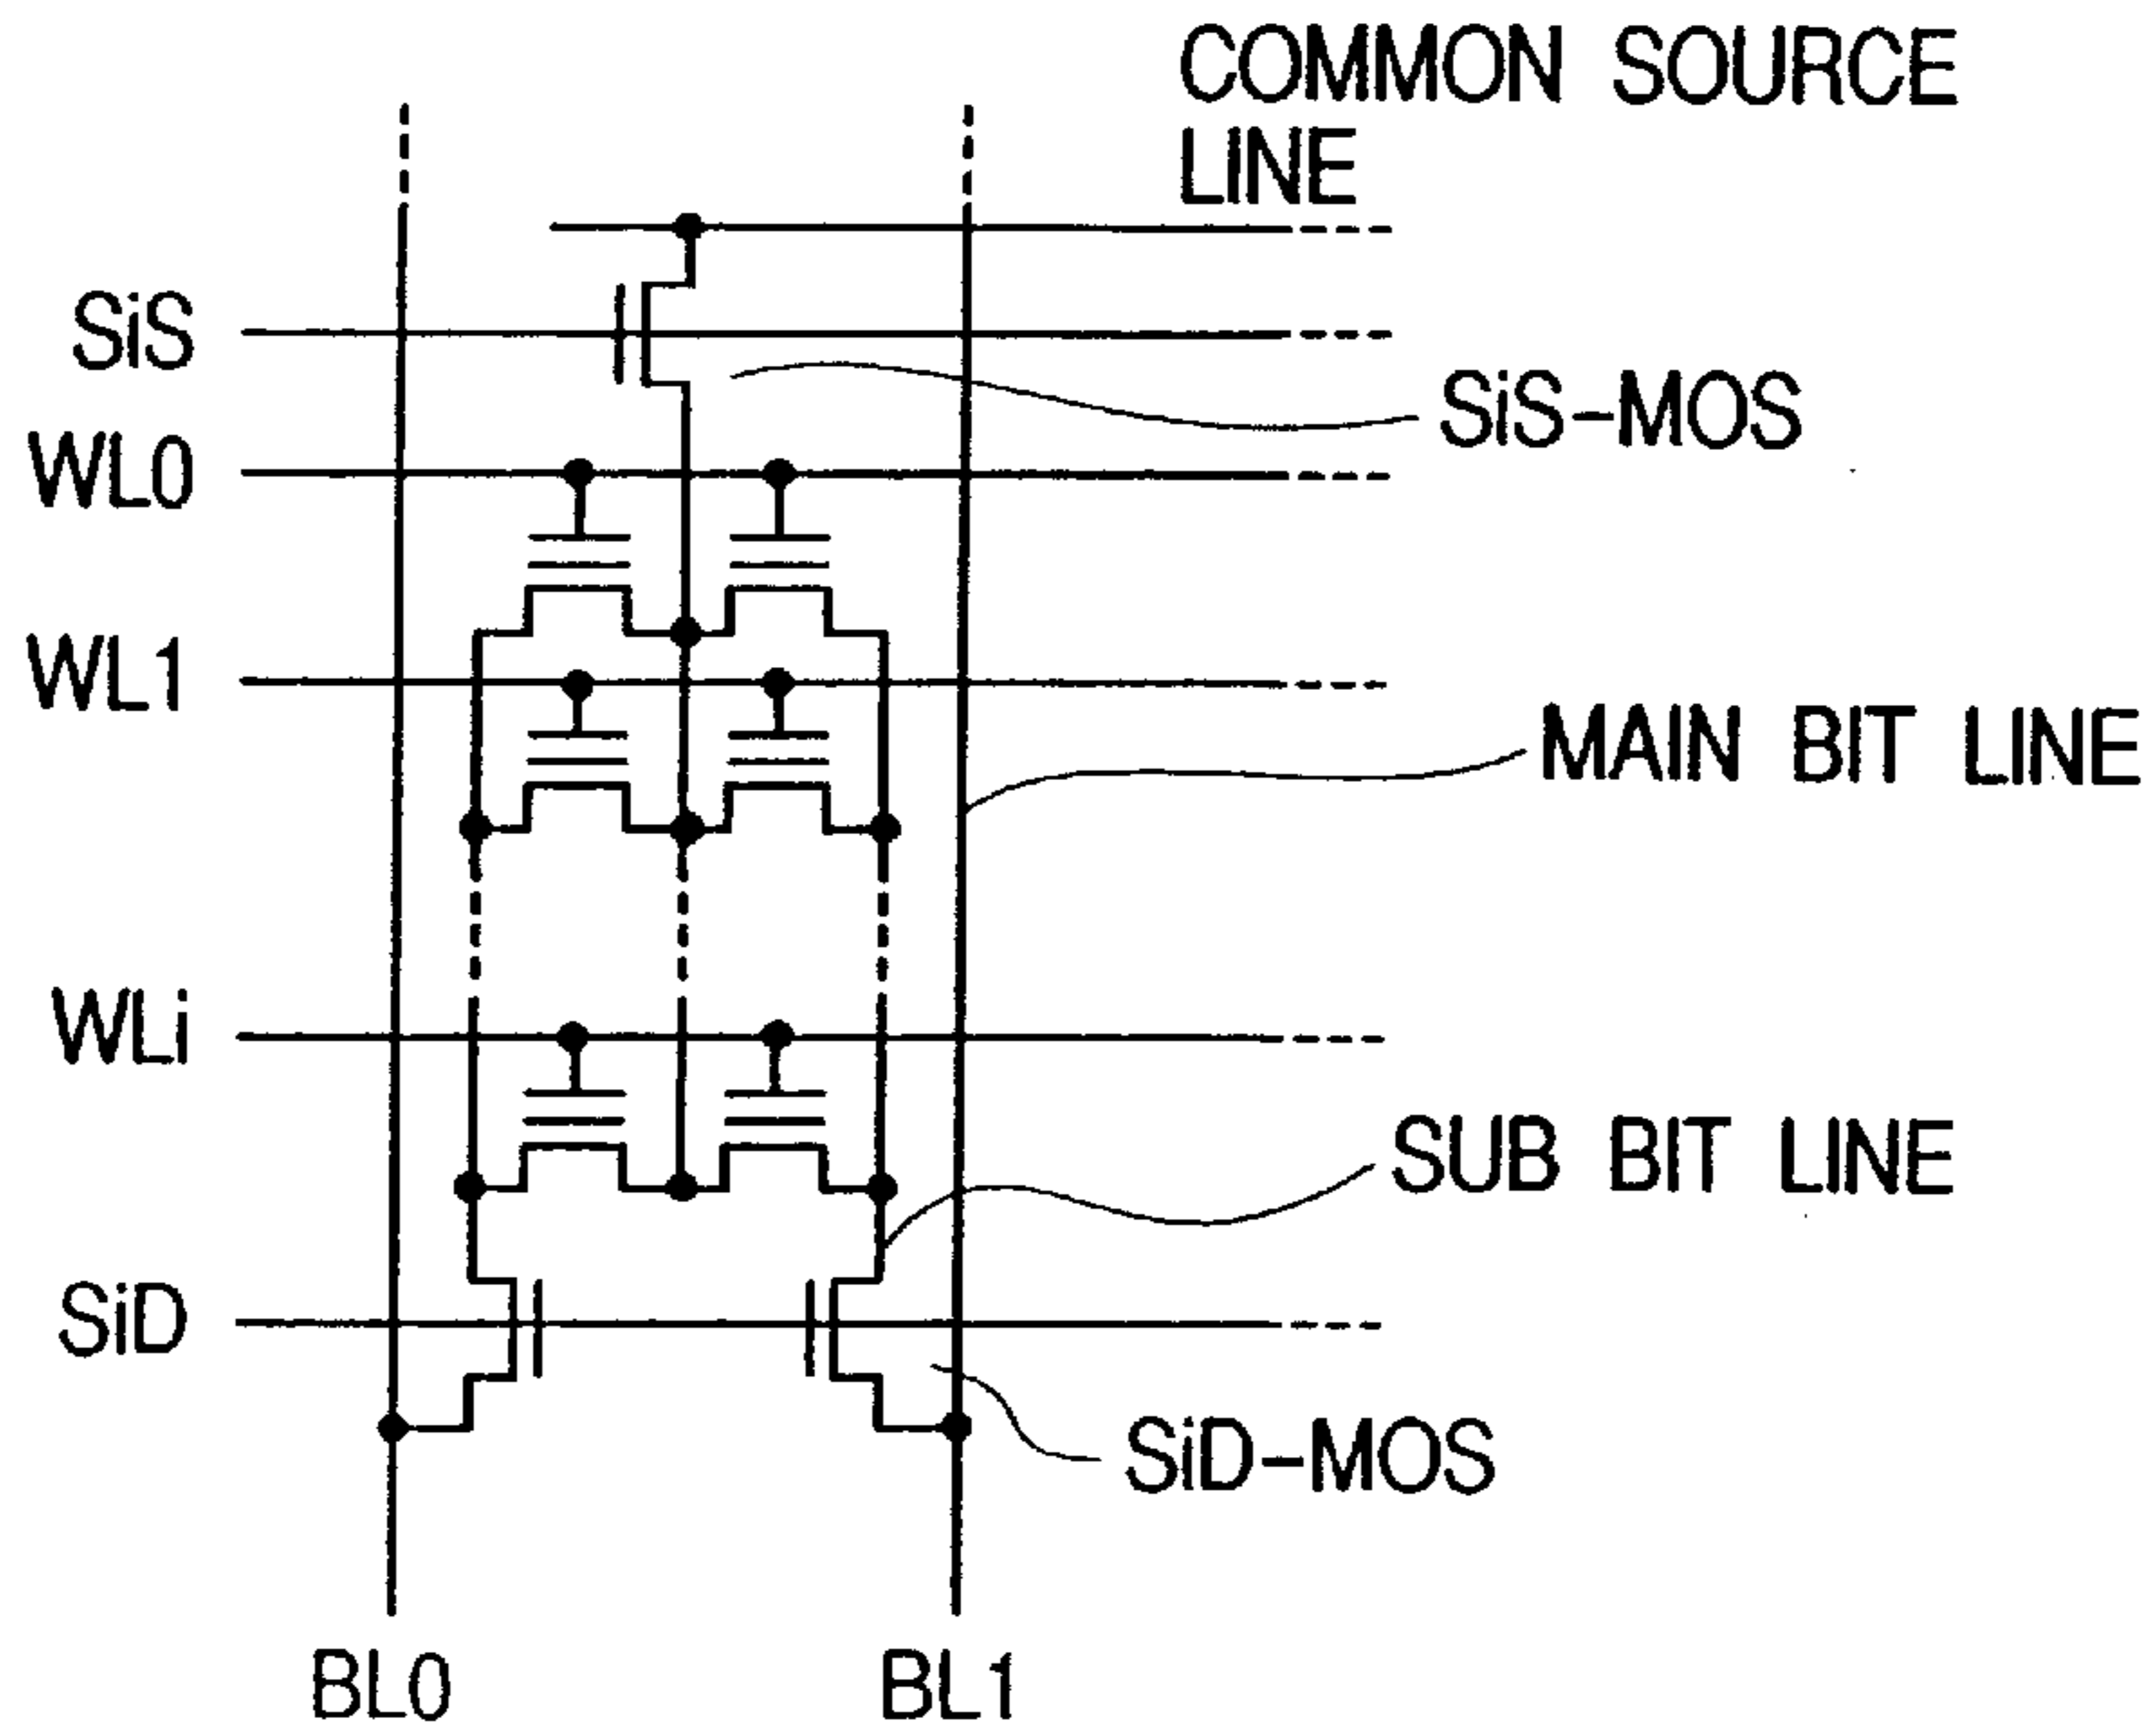 COMMON SOURCE
LINE
SiS
SiS-MOS
WL0
WL1
MAIN BIT LINE
WLi
SUB BIT LINE
SiD
SiD-MOS
BL0
BL1